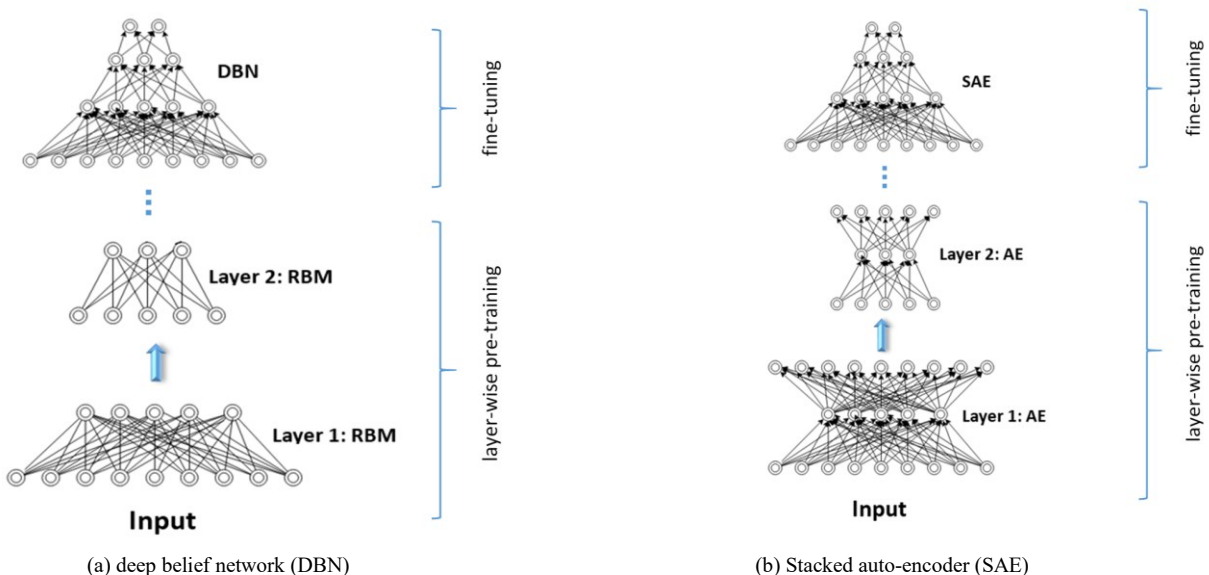 DBN
fine-tuning
Layer 2: RBM
layer-wise pre-training
Layer 1: RBM
Input
(a) deep belief network (DBN)
SAE
fine-tuning
Layer 2: AE
layer-wise pre-training
Layer 1: AE
Input
(b) Stacked auto-encoder (SAE)